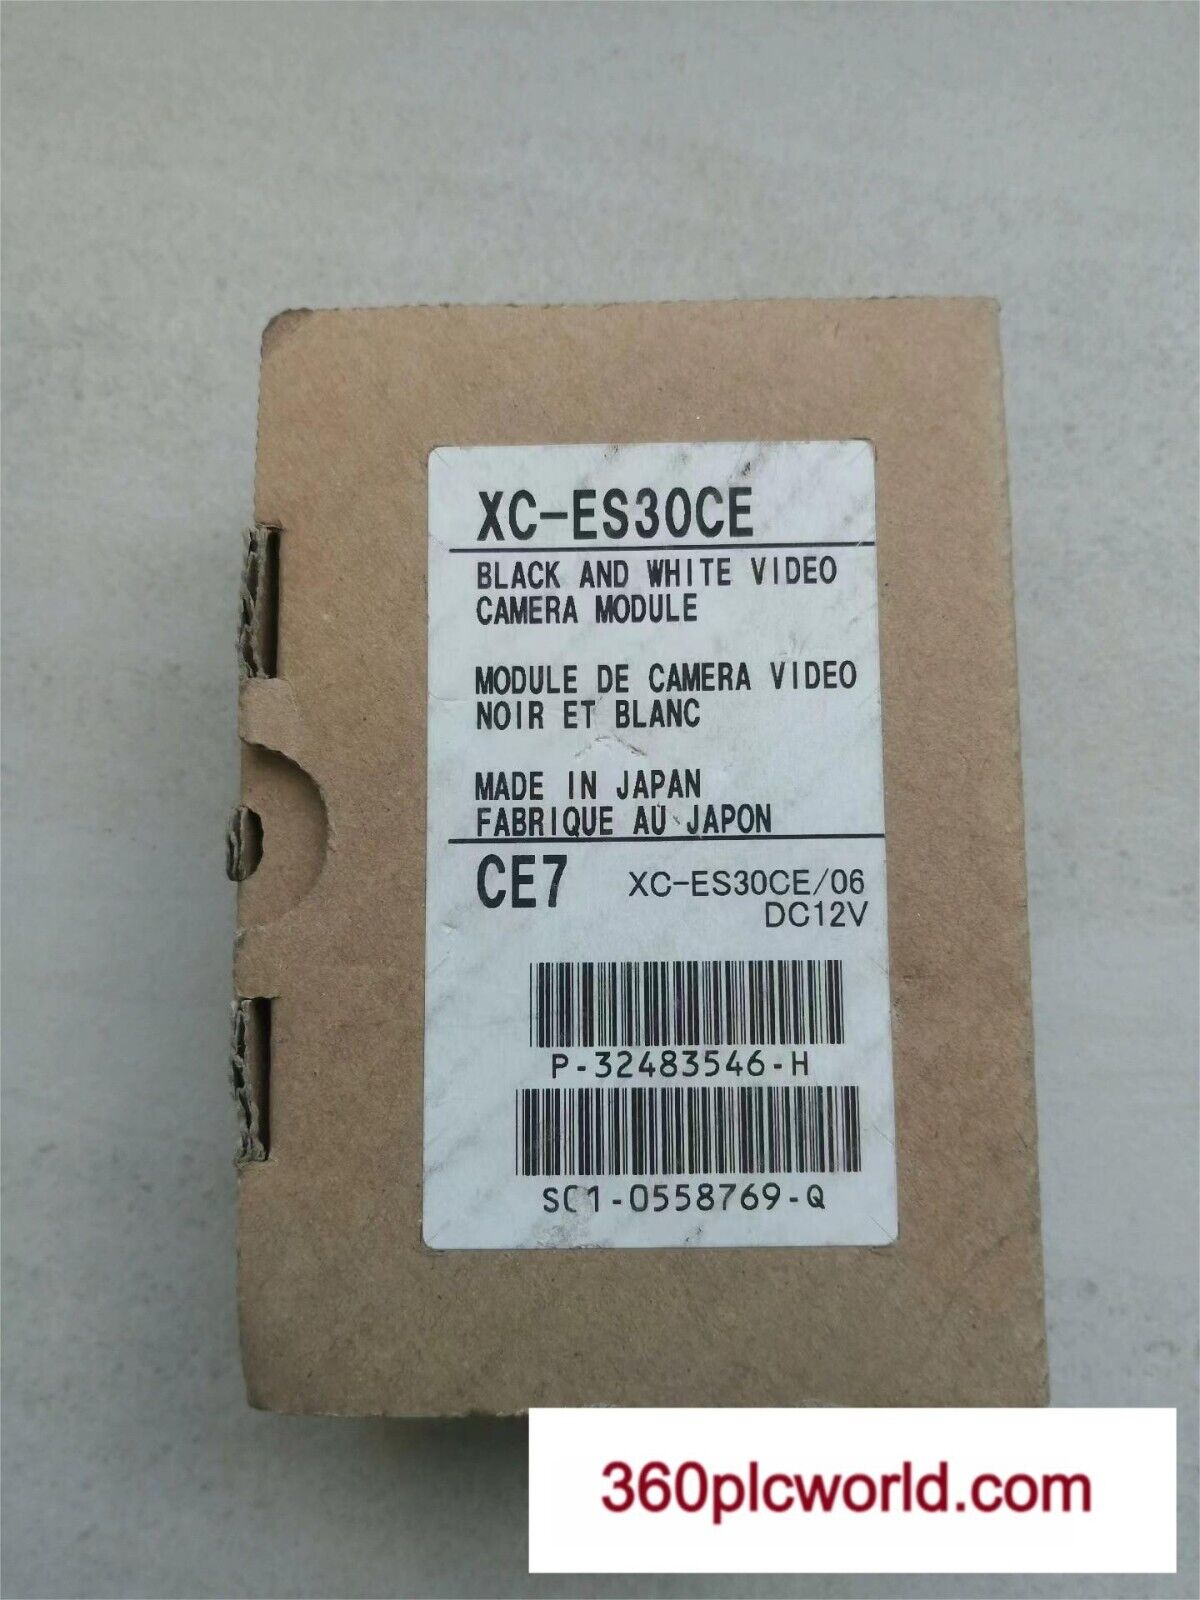 XC-ES30CE
BLACK AND WHITE VIDEO
CAMERA MODULE
MODULE DE CAMERA VIDEO
NOIR ET BLANC
MADE IN JAPAN
FABRIQUE AU JAPON
CE7 XC-ES30CE/06
DC12V
P-32483546-H
S01-0558769-Q
360plcworld.com